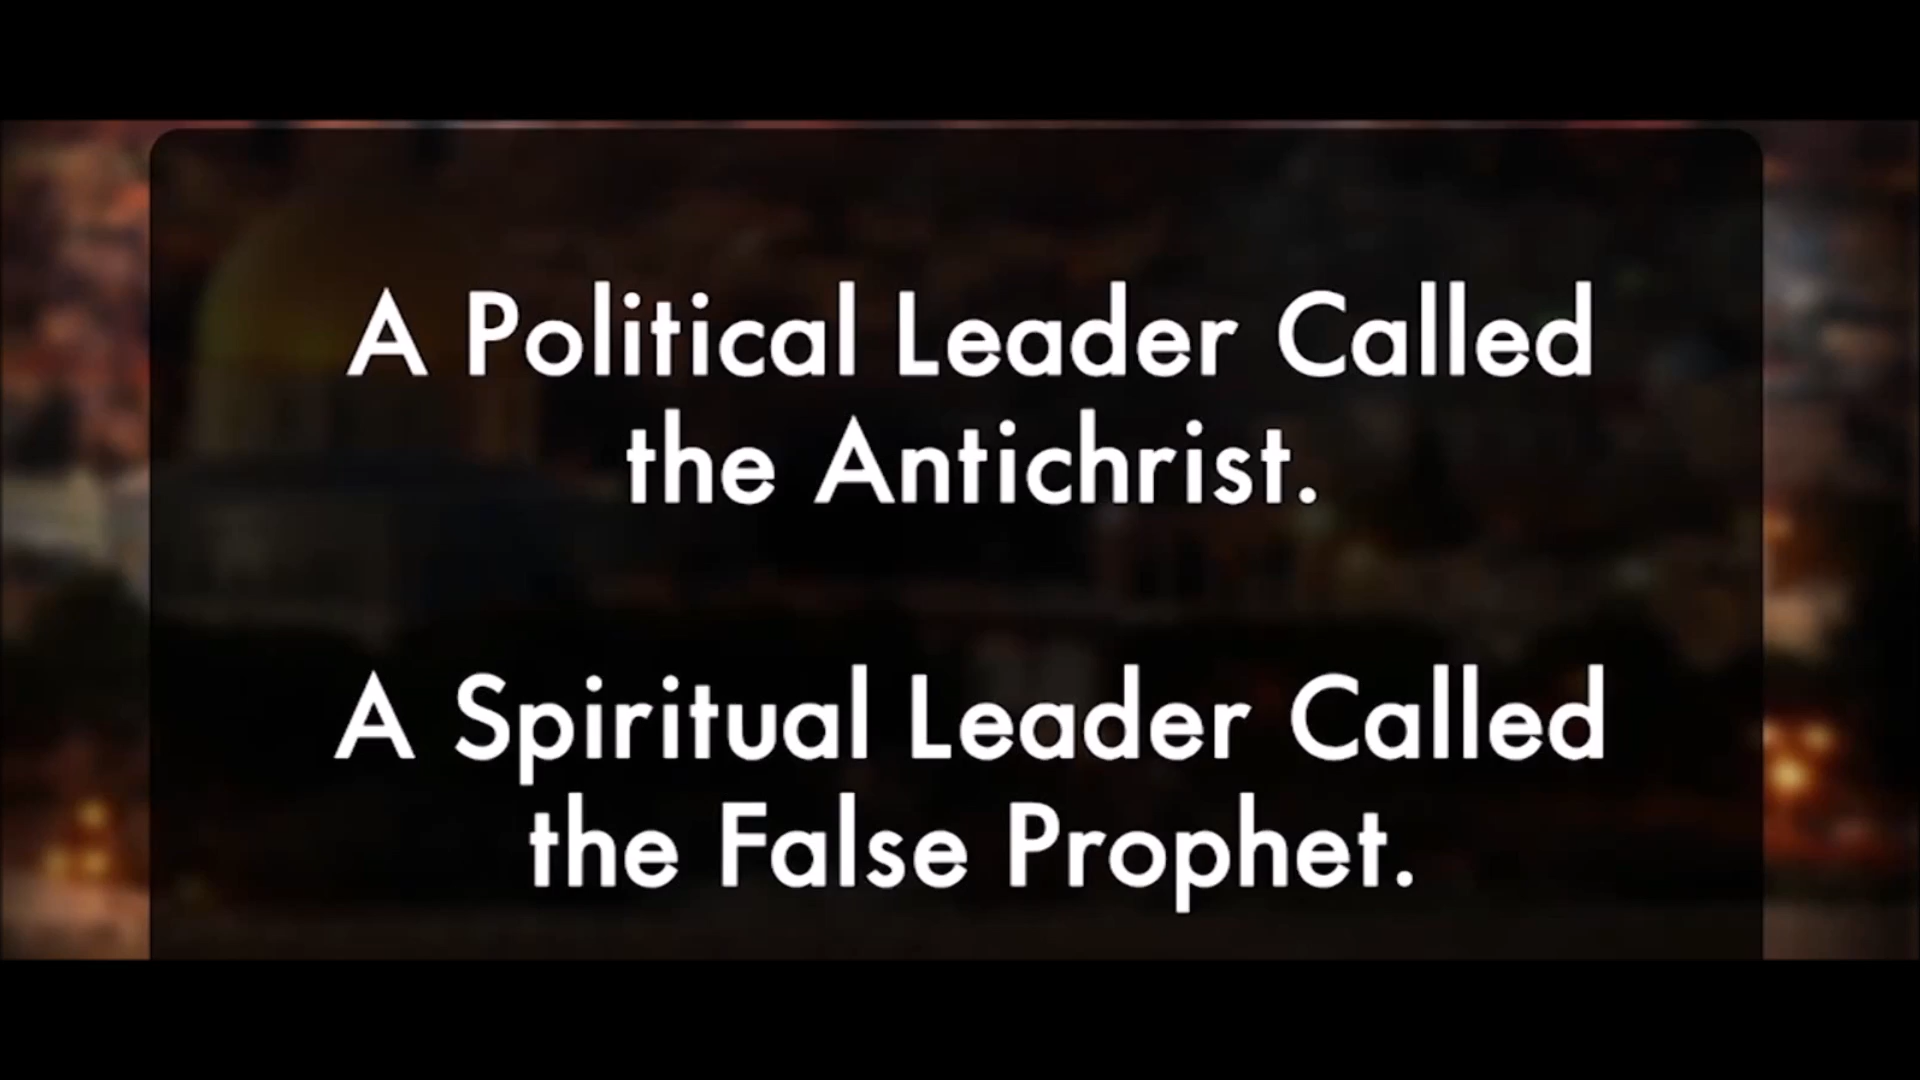 A Political Leader Called
the Antichrist.
A Spiritual Leader Called
the False Prophet.